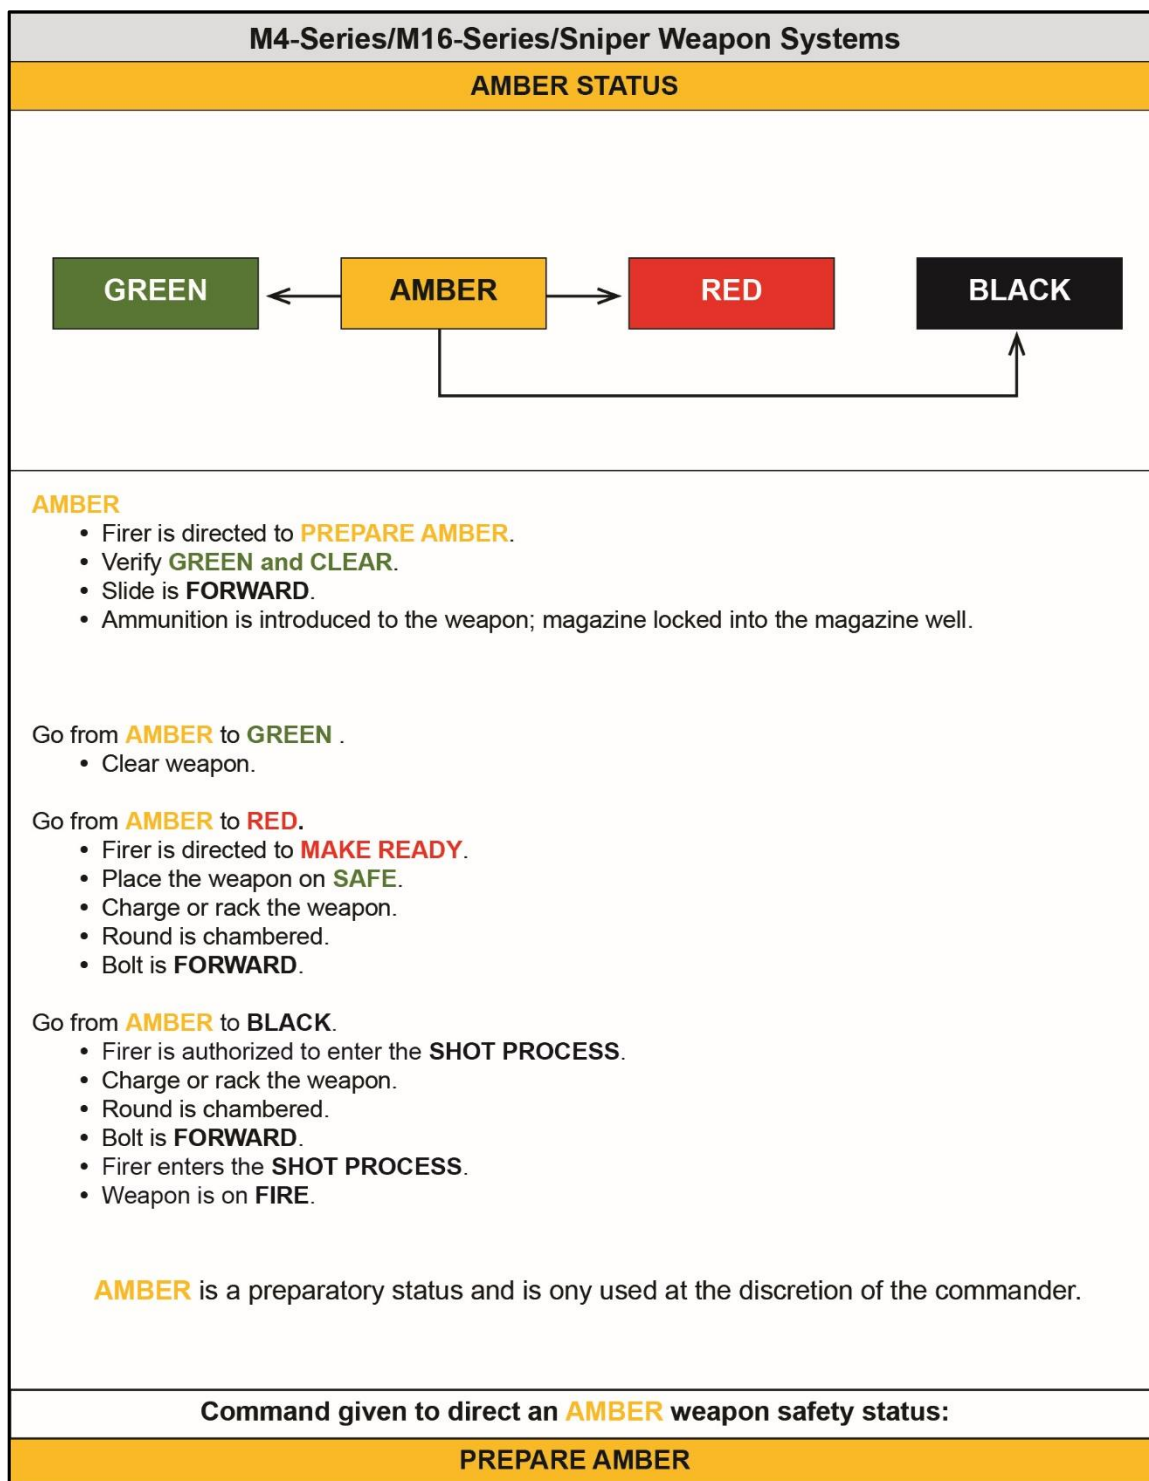 M4-Series/M16-Series/Sniper Weapon Systems
AMBER STATUS
GREEN
AMBER
RED
BLACK
AMBER
• Firer is directed to PREPARE AMBER.
• Verify GREEN and CLEAR.
• Slide is FORWARD.
• Ammunition is introduced to the weapon; magazine locked into the magazine well.
Go from AMBER to GREEN .
• Clear weapon.
Go from AMBER to RED.
• Firer is directed to MAKE READY.
• Place the weapon on SAFE.
• Charge or rack the weapon.
• Round is chambered.
• Bolt is FORWARD.
Go from AMBER to BLACK.
• Firer is authorized to enter the SHOT PROCESS.
• Charge or rack the weapon.
• Round is chambered.
• Bolt is FORWARD.
• Firer enters the SHOT PROCESS.
• Weapon is on FIRE.
AMBER is a preparatory status and is ony used at the discretion of the commander.
Command given to direct an AMBER weapon safety status:
PREPARE AMBER